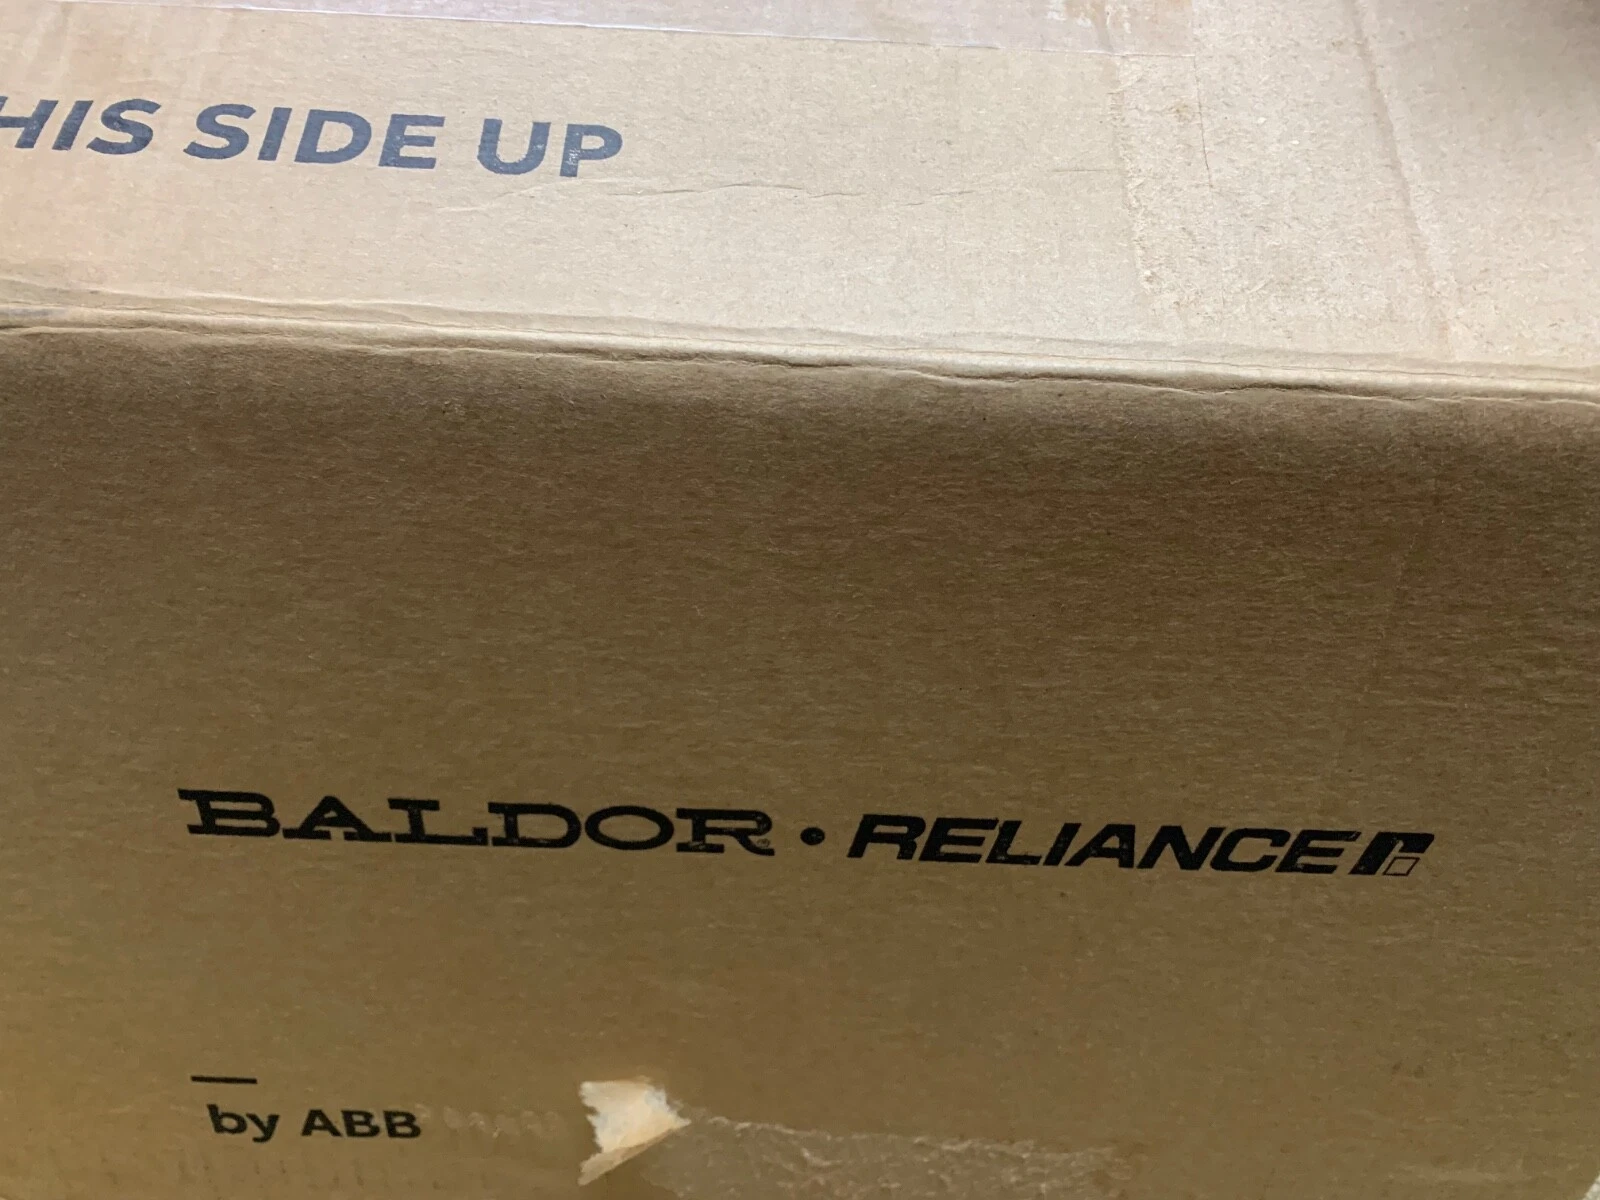 HIS SIDE UP
BALDOR • RELIANCE
by ABB